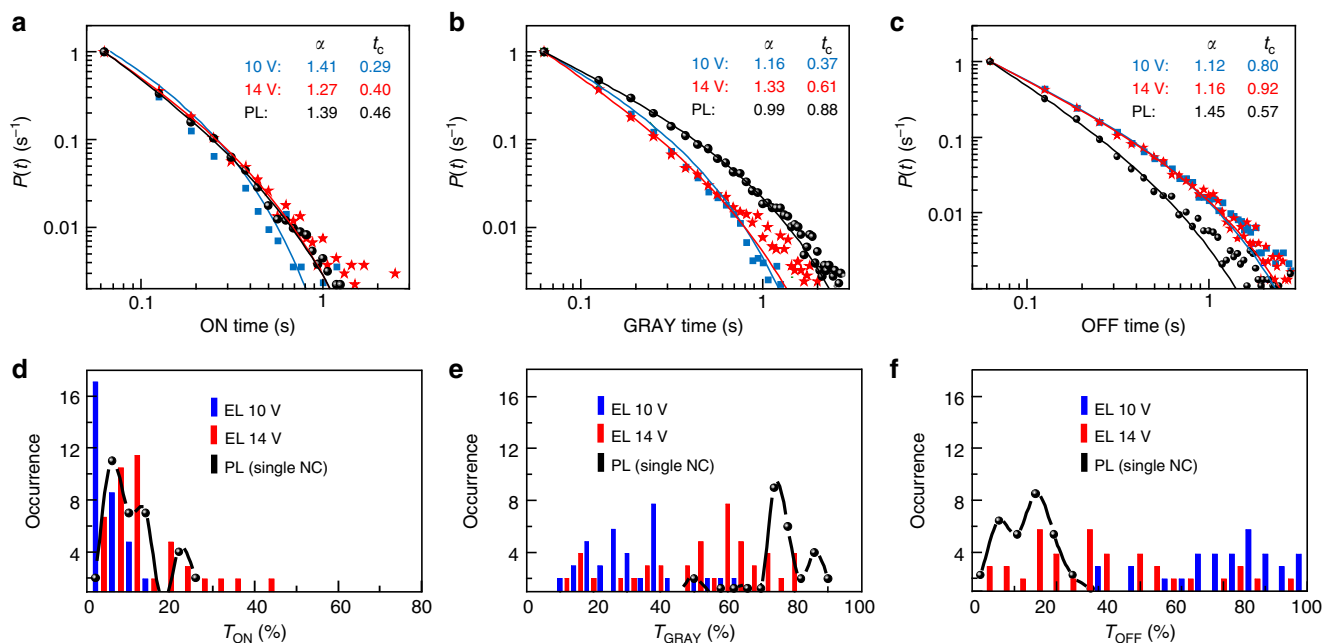 a
α tc
10 V: 1.41 0.29
14 V: 1.27 0.40
PL: 1.39 0.46
1
0.1
0.01
P(t) (s⁻¹)
0.1 1
ON time (s)
b
α tc
10 V: 1.16 0.37
14 V: 1.33 0.61
PL: 0.99 0.88
1
0.1
0.01
P(t) (s⁻¹)
0.1 1
GRAY time (s)
c
α tc
10 V: 1.12 0.80
14 V: 1.16 0.92
PL: 1.45 0.57
1
0.1
0.01
P(t) (s⁻¹)
0.1 1
OFF time (s)
d
16
12
8
4
Occurrence
EL 10 V
EL 14 V
PL (single NC)
0 20 40 60 80
TON (%)
e
16
12
8
4
Occurrence
EL 10 V
EL 14 V
PL (single NC)
0 20 40 60 80 100
TGRAY (%)
f
16
12
8
4
Occurrence
EL 10 V
EL 14 V
PL (single NC)
0 20 40 60 80 100
TOFF (%)